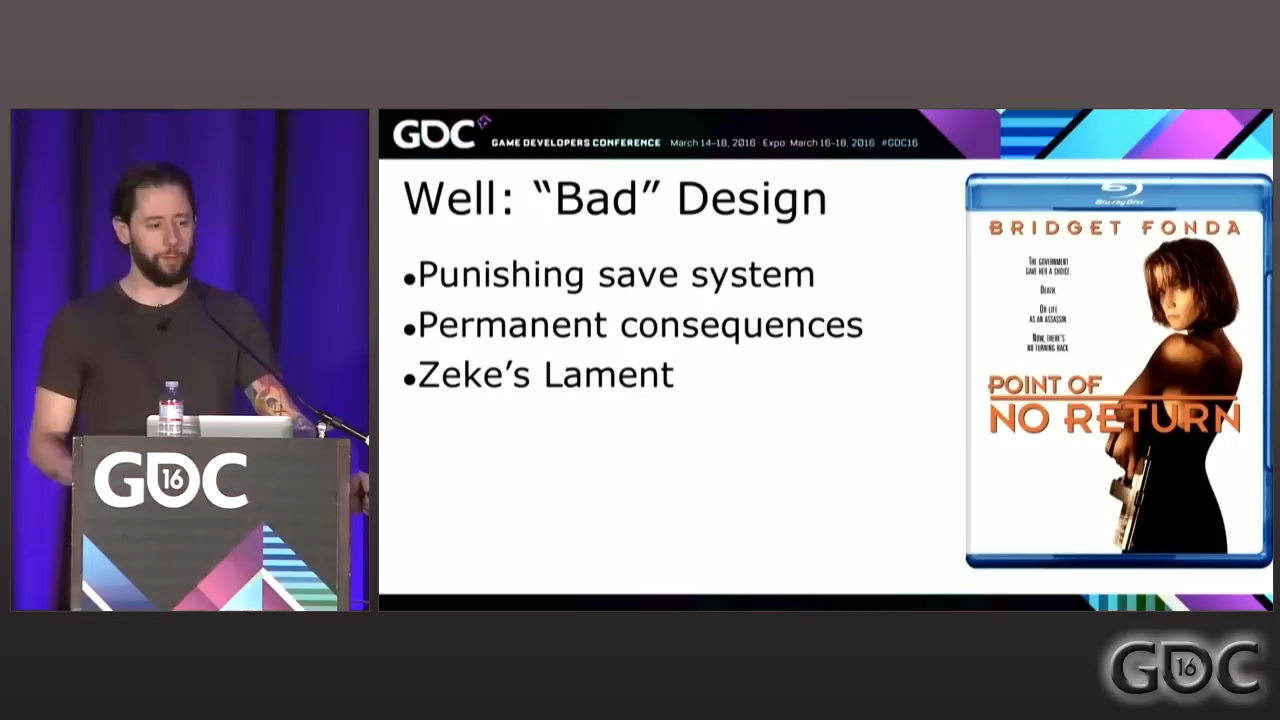 GDC
GAME DEVELOPERS CONFERENCE March 14–18, 2016 Expo: March 16–18, 2016 #GDC16
Well: “Bad” Design
•Punishing save system
•Permanent consequences
•Zeke’s Lament
Blu-ray Disc
BRIDGET FONDA
THE GOVERNMENT
GAVE HER A CHOICE.
DEATH.
OR LIFE
AS AN ASSASSIN.
NOW, THERE'S
NO TURNING BACK.
POINT OF
NO RETURN
GDC
16
GDC
16